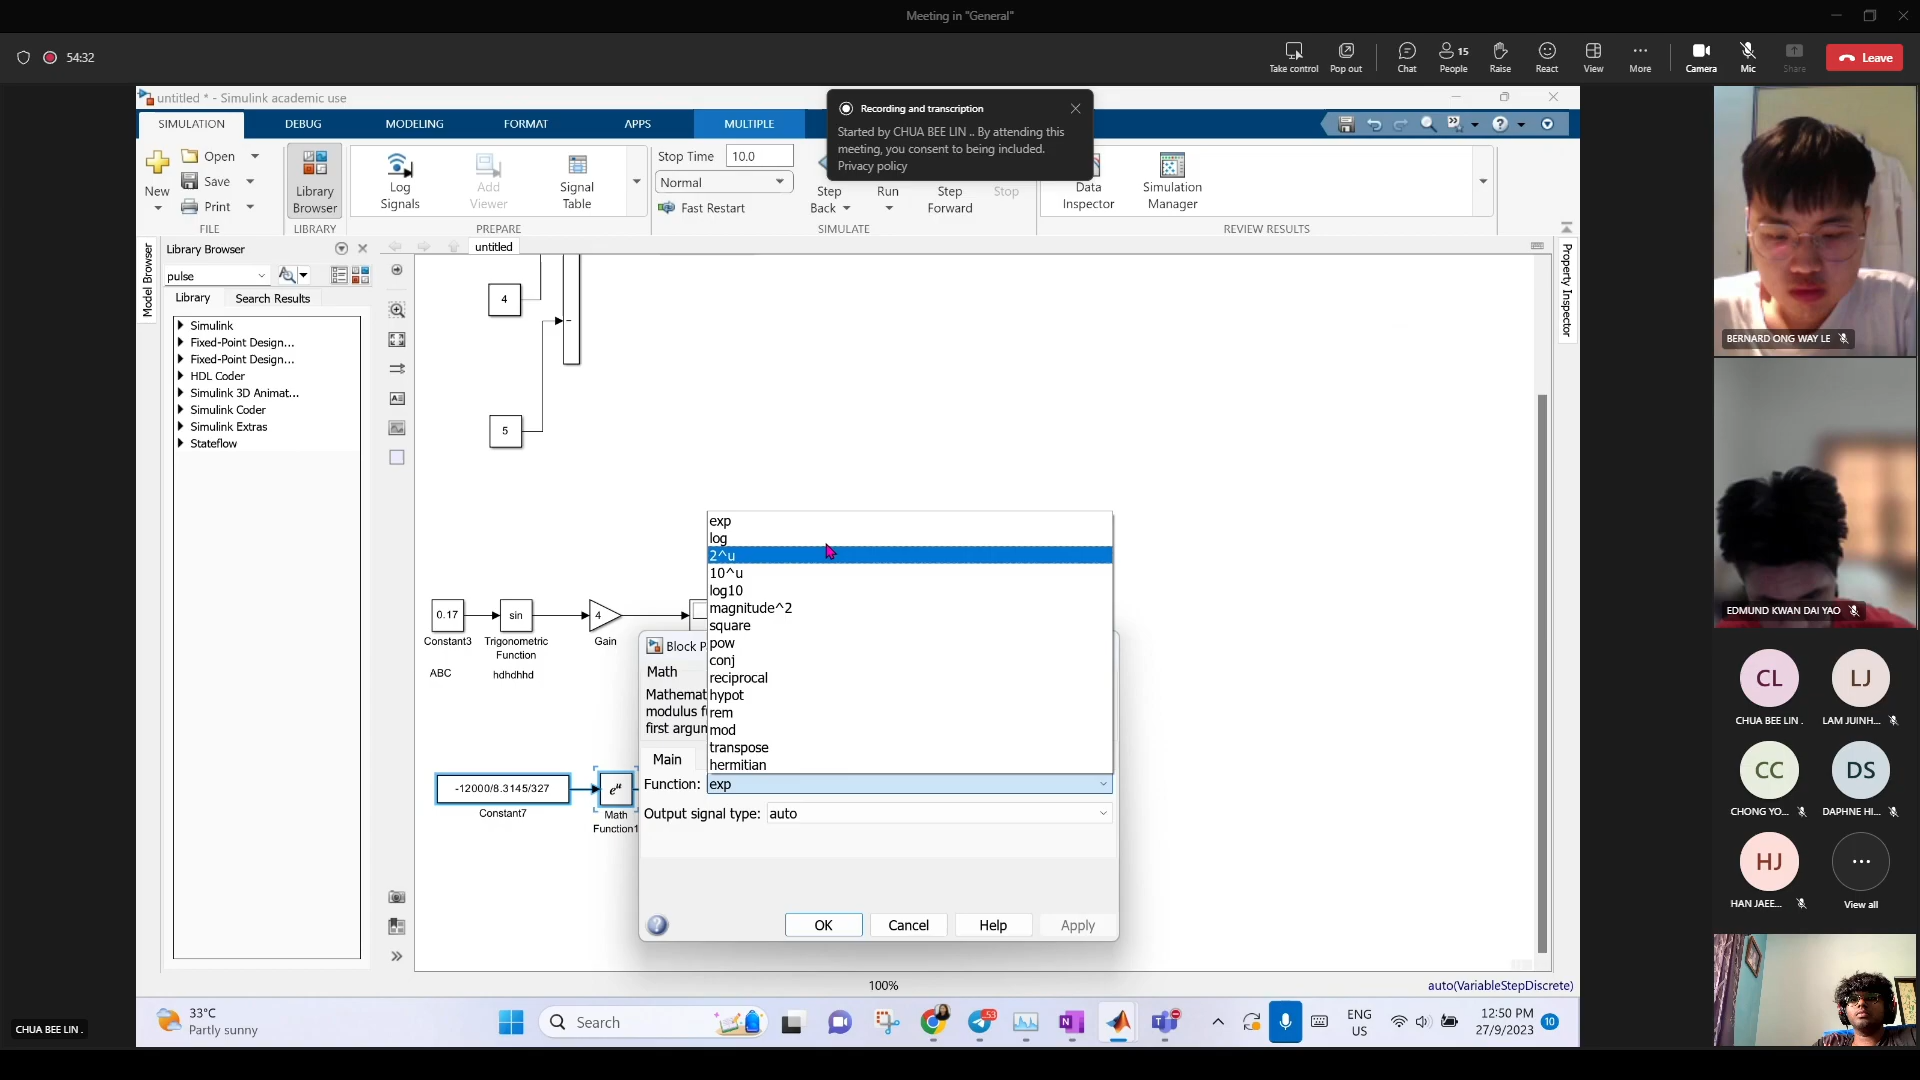 Meeting in "General"
54:32
Take control
Pop out
Chat
15
People
Raise
React
View
More
Camera
Mic
Share
Leave
untitled * - Simulink academic use
SIMULATION
DEBUG
MODELING
FORMAT
APPS
MULTIPLE
Recording and transcription
Started by CHUA BEE LIN .. By attending this
meeting, you consent to being included.
Privacy policy
New
Open
Save
Print
FILE
Library
Browser
LIBRARY
Log
Signals
Add
Viewer
Signal
Table
PREPARE
Stop Time
10.0
Normal
Fast Restart
Step
Back
Run
Step
Forward
Stop
SIMULATE
Data
Inspector
Simulation
Manager
REVIEW RESULTS
Model Browser
Library Browser
pulse
Library
Search Results
Simulink
Fixed-Point Design...
Fixed-Point Design...
HDL Coder
Simulink 3D Animat...
Simulink Coder
Simulink Extras
Stateflow
untitled
Property Inspector
4
5
0.17
Constant3
ABC
sin
Trigonometric
Function
hdhdhhd
4
Gain
-12000/8.3145/327
Constant7
e^u
Math
Function1
Block P
Math
Mathemat
modulus f
first argum
Main
exp
log
2^u
10^u
log10
magnitude^2
square
pow
conj
reciprocal
hypot
rem
mod
transpose
hermitian
Function: exp
Output signal type: auto
OK
Cancel
Help
Apply
100%
auto(VariableStepDiscrete)
33°C
Partly sunny
Search
53
ENG
US
12:50 PM
27/9/2023
10
CHUA BEE LIN .
BERNARD ONG WAY LE
EDMUND KWAN DAI YAO
CL
CHUA BEE LIN .
LJ
LAM JUINH...
CC
CHONG YO...
DS
DAPHNE HI...
HJ
HAN JAEE...
View all